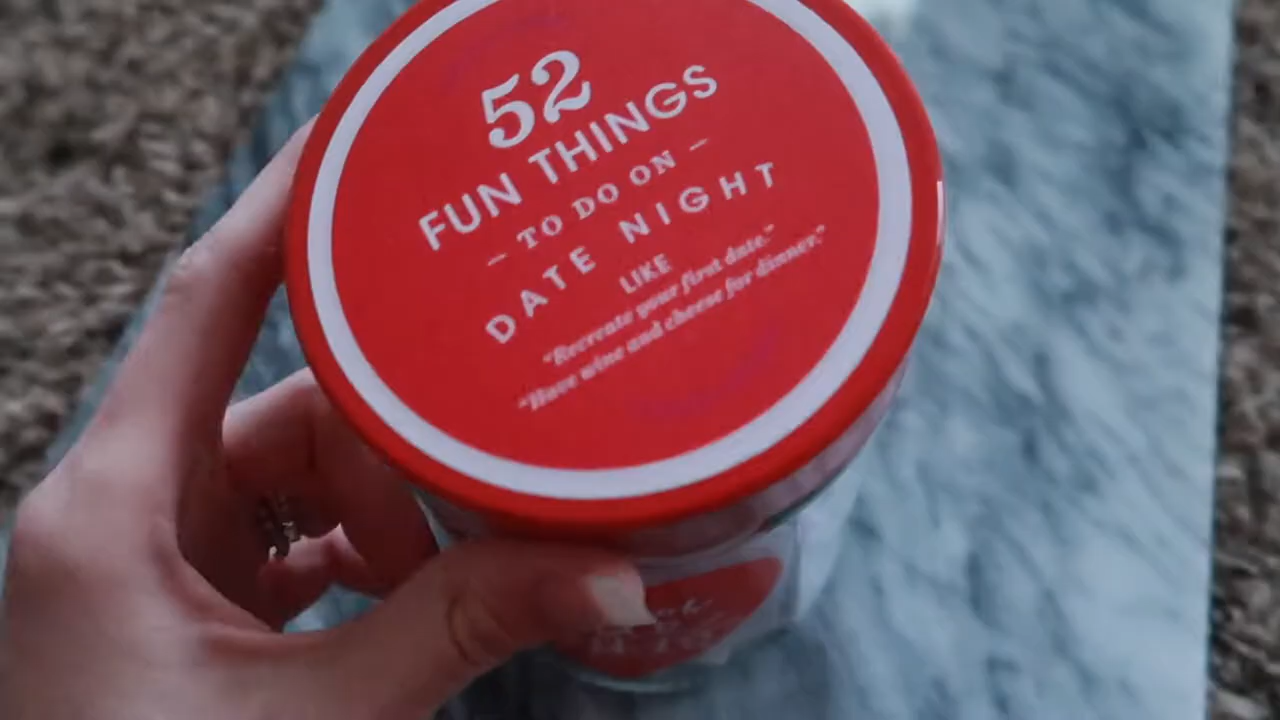 52
FUN THINGS
— TO DO ON —
DATE NIGHT
LIKE
“Recreate your first date.”
“Have wine and cheese for dinner.”